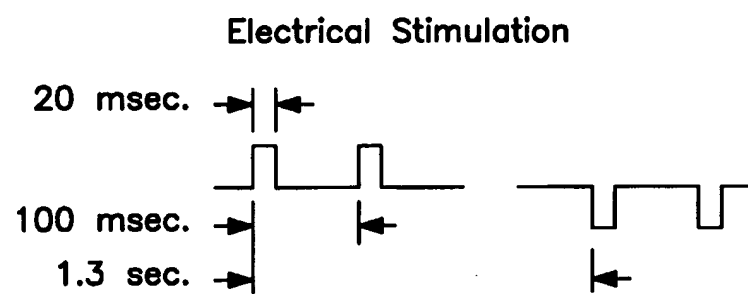 Electrical Stimulation
20 msec.
100 msec.
1.3 sec.